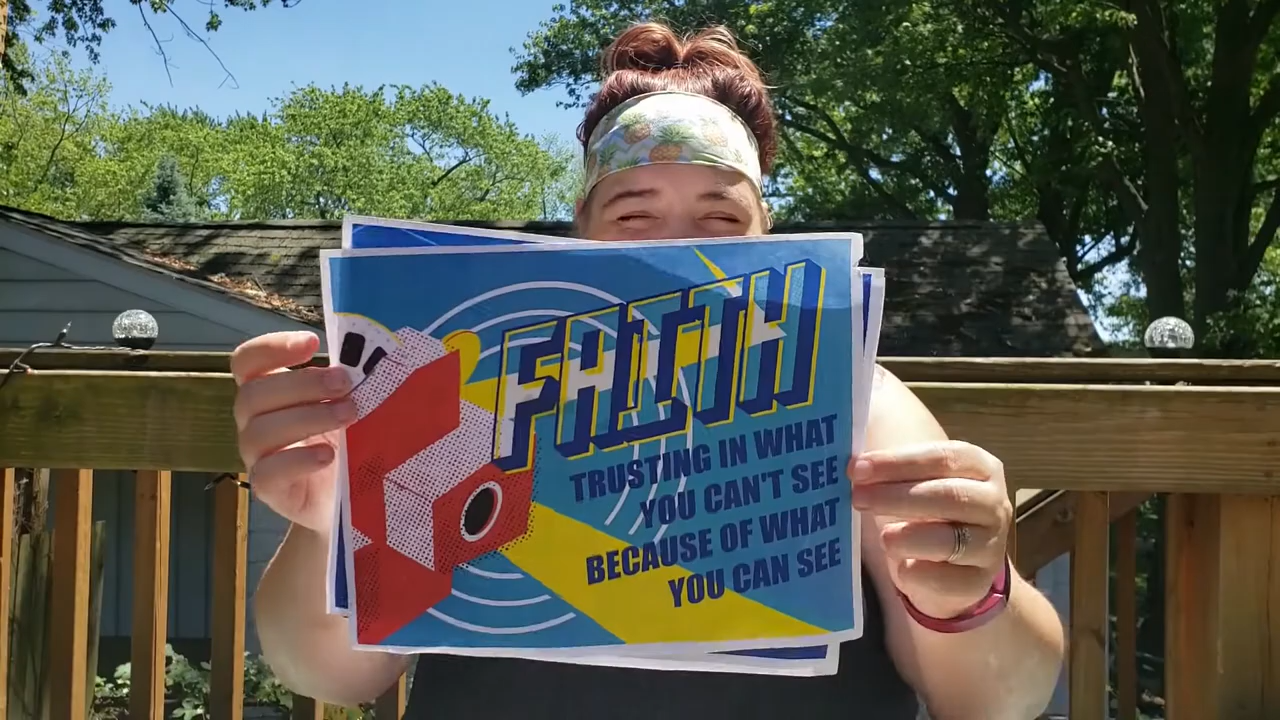 FAITH
TRUSTING IN WHAT
YOU CAN'T SEE
BECAUSE OF WHAT
YOU CAN SEE